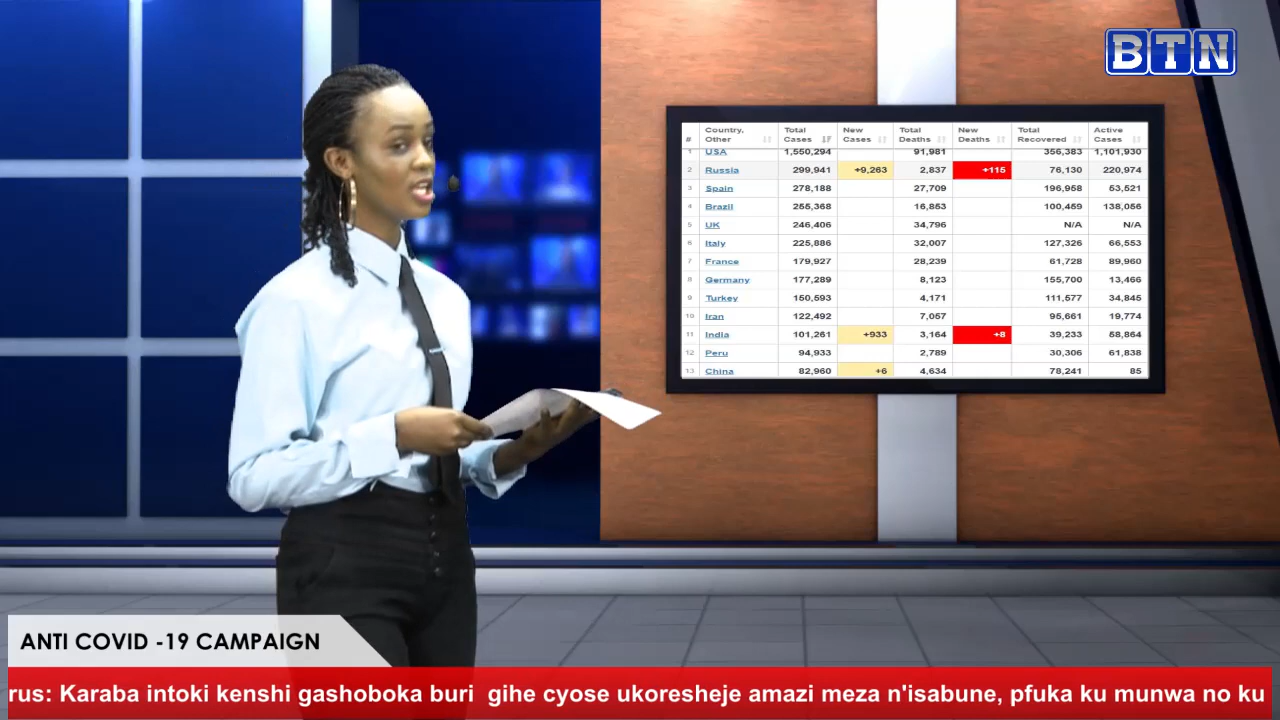 BTN
# Country, Other Total Cases New Cases Total Deaths New Deaths Total Recovered Active Cases
1 USA 1,550,294 91,981 356,383 1,101,930
2 Russia 299,941 +9,263 2,837 +115 76,130 220,974
3 Spain 278,188 27,709 196,958 53,521
4 Brazil 255,368 16,853 100,459 138,056
5 UK 246,406 34,796 N/A N/A
6 Italy 225,886 32,007 127,326 66,553
7 France 179,927 28,239 61,728 89,960
8 Germany 177,289 8,123 155,700 13,466
9 Turkey 150,593 4,171 111,577 34,845
10 Iran 122,492 7,057 95,661 19,774
11 India 101,261 +933 3,164 +8 39,233 58,864
12 Peru 94,933 2,789 30,306 61,838
13 China 82,960 +6 4,634 78,241 85
ANTI COVID -19 CAMPAIGN
rus: Karaba intoki kenshi gashoboka buri gihe cyose ukoresheje amazi meza n'isabune, pfuka ku munwa no ku